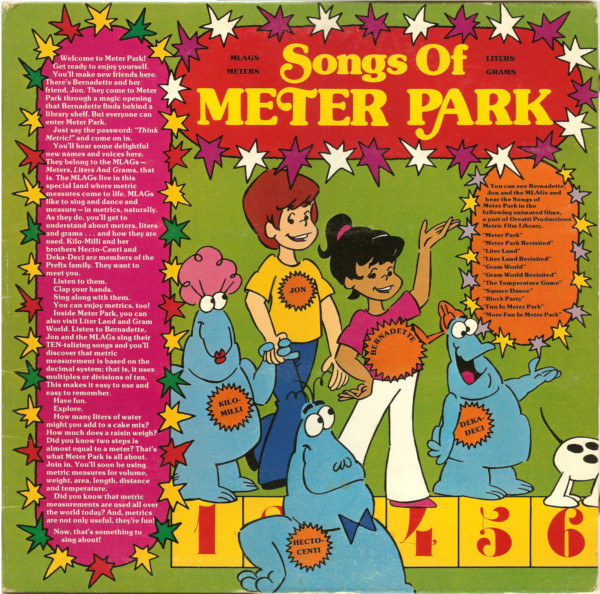 Welcome to Meter Park!
Get ready to enjoy yourself.
You'll make new friends here.
There's Bernadette and her
friend, Jon. They come to Meter
Park through a magic opening
that Bernadette finds behind a
library shelf. But everyone can
enter Meter Park.
Just say the password: "Think
Metric!" and come on in.
You'll hear some delightful
new names and voices here.
They belong to the MLAGs —
Meters, Liters And Grams, that
is. The MLAGs live in this
special land where metric
measures come to life. MLAGs
like to sing and dance and
measure — in metrics, naturally.
As they do, you'll get to
understand about meters, liters
and grams . . . and how they are
used. Kilo-Milli and her
brothers Hecto-Centi and
Deka-Deci are members of the
Prefix family. They want to
meet you.
Listen to them.
Clap your hands.
Sing along with them.
You can enjoy metrics, too!
Inside Meter Park, you can
also visit Liter Land and Gram
World. Listen to Bernadette,
Jon and the MLAGs sing their
TEN-talizing songs and you'll
discover that metric
measurement is based on the
decimal system; that is, it uses
multiples or divisions of ten.
This makes it easy to use and
easy to remember.
Have fun.
Explore.
How many liters of water
might you add to a cake mix?
How much does a raisin weigh?
Did you know two steps is
almost equal to a meter? That's
what Meter Park is all about.
Join in. You'll soon be using
metric measures for volume,
weight, area, length, distance
and temperature.
Did you know that metric
measurements are used all over
the world today? And, metrics
are not only useful, they're fun!
Now, that's something to
sing about!
MLAGS
METERS
Songs Of
METER PARK
LITERS
GRAMS
You can see Bernadette,
Jon and the MLAGs and
hear the Songs of
Meter Park in the
following animated films,
a part of Orvatti Productions
Metric Film Library.
"Meter Park"
"Meter Park Revisited"
"Liter Land"
"Liter Land Revisited"
"Gram World"
"Gram World Revisited"
"The Temperature Game"
"Square Dance"
"Block Party"
"Fun In Meter Park"
"More Fun In Meter Park"
JON
BERNADETTE
KILO-
MILLI
DEKA-
DECI
HECTO-
CENTI
1 4 5 6